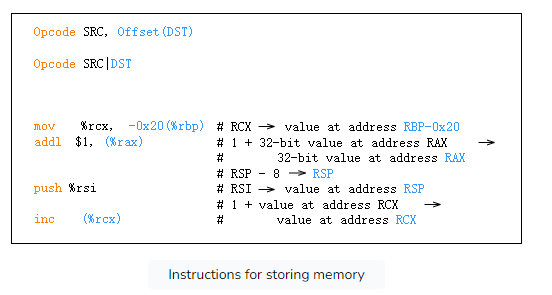 Opcode SRC, Offset(DST)
Opcode SRC|DST
mov %rcx, -0x20(%rbp) # RCX → value at address RBP-0x20
addl $1, (%rax) # 1 + 32-bit value at address RAX →
# 32-bit value at address RAX
# RSP - 8 → RSP
push %rsi # RSI → value at address RSP
# 1 + value at address RCX →
inc (%rcx) # value at address RCX
Instructions for storing memory